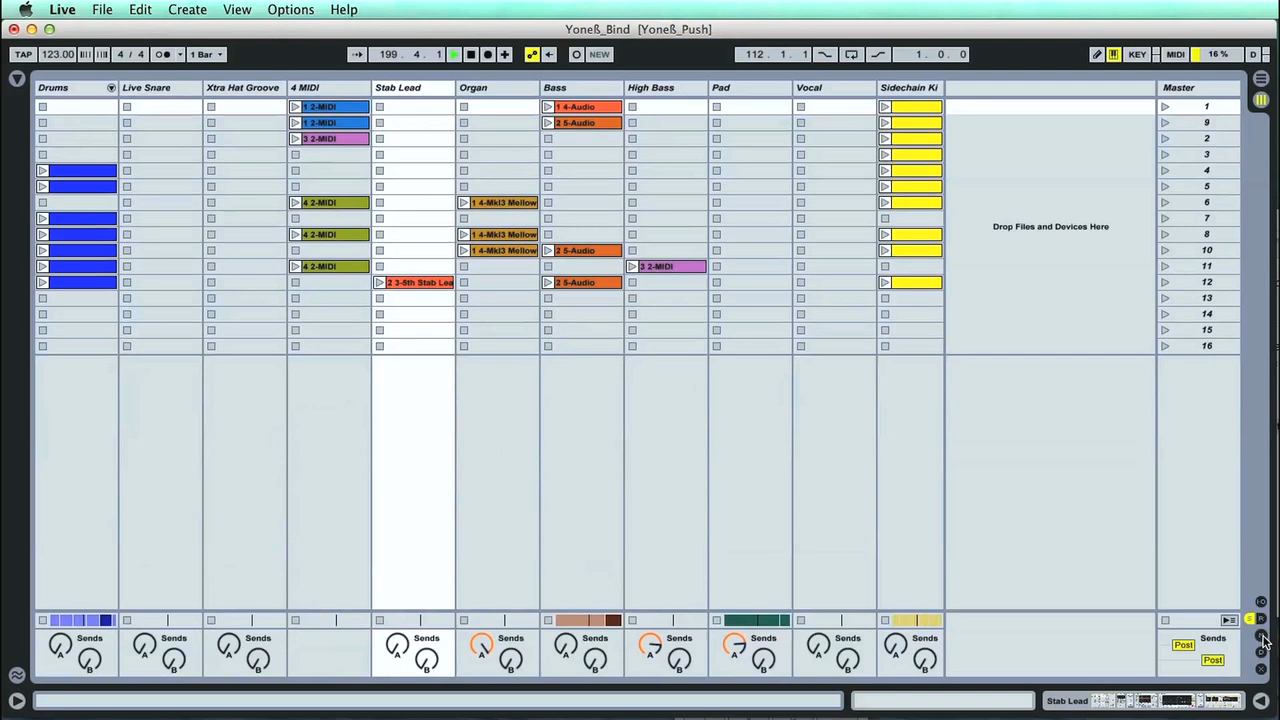 Live File Edit Create View Options Help
Yoneß_Bind [Yoneß_Push]
TAP 123.00 4 / 4 1 Bar 199 . 4 . 1 NEW 112 . 1 . 1 1 . 0 . 0 KEY MIDI 16 % D
Drums Live Snare Xtra Hat Groove 4 MIDI Stab Lead Organ Bass High Bass Pad Vocal Sidechain Ki Master
1 2-MIDI 1 4-Audio 1
1 2-MIDI 2 5-Audio 9
3 2-MIDI 2
3
4
5
4 2-MIDI 1 4-MkI3 Mellow 6
7
Drop Files and Devices Here
4 2-MIDI 1 4-MkI3 Mellow 8
1 4-MkI3 Mellow 2 5-Audio 10
4 2-MIDI 3 2-MIDI 11
2 3-5th Stab Lea 2 5-Audio 12
13
14
15
16
Sends Sends Sends Sends Sends Sends Sends Sends Sends Sends Sends
A A A A A A A A A Post
B B B B B B B B B Post
Stab Lead